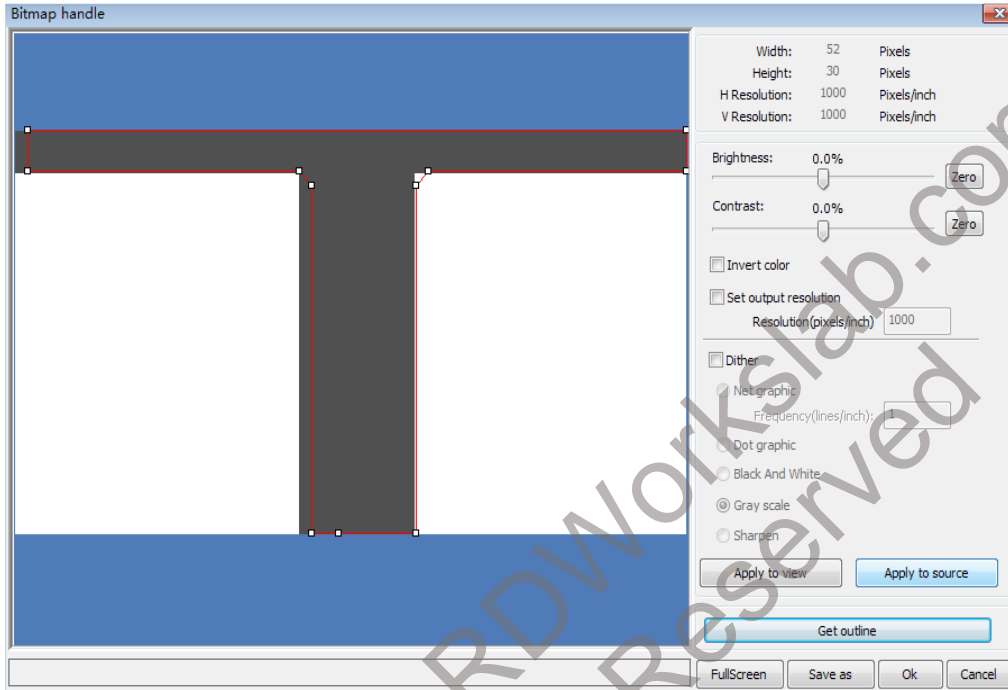 Bitmap handle
Width: 52 Pixels
Height: 30 Pixels
H Resolution: 1000 Pixels/inch
V Resolution: 1000 Pixels/inch
Brightness: 0.0%
Zero
Contrast: 0.0%
Zero
Invert color
Set output resolution
Resolution(pixels/inch) 1000
Dither
Net graphic
Frequency(lines/inch): 1
Dot graphic
Black And White
Gray scale
Sharpen
Apply to view Apply to source
Get outline
FullScreen Save as Ok Cancel
RDWorkslab.com
Reserved